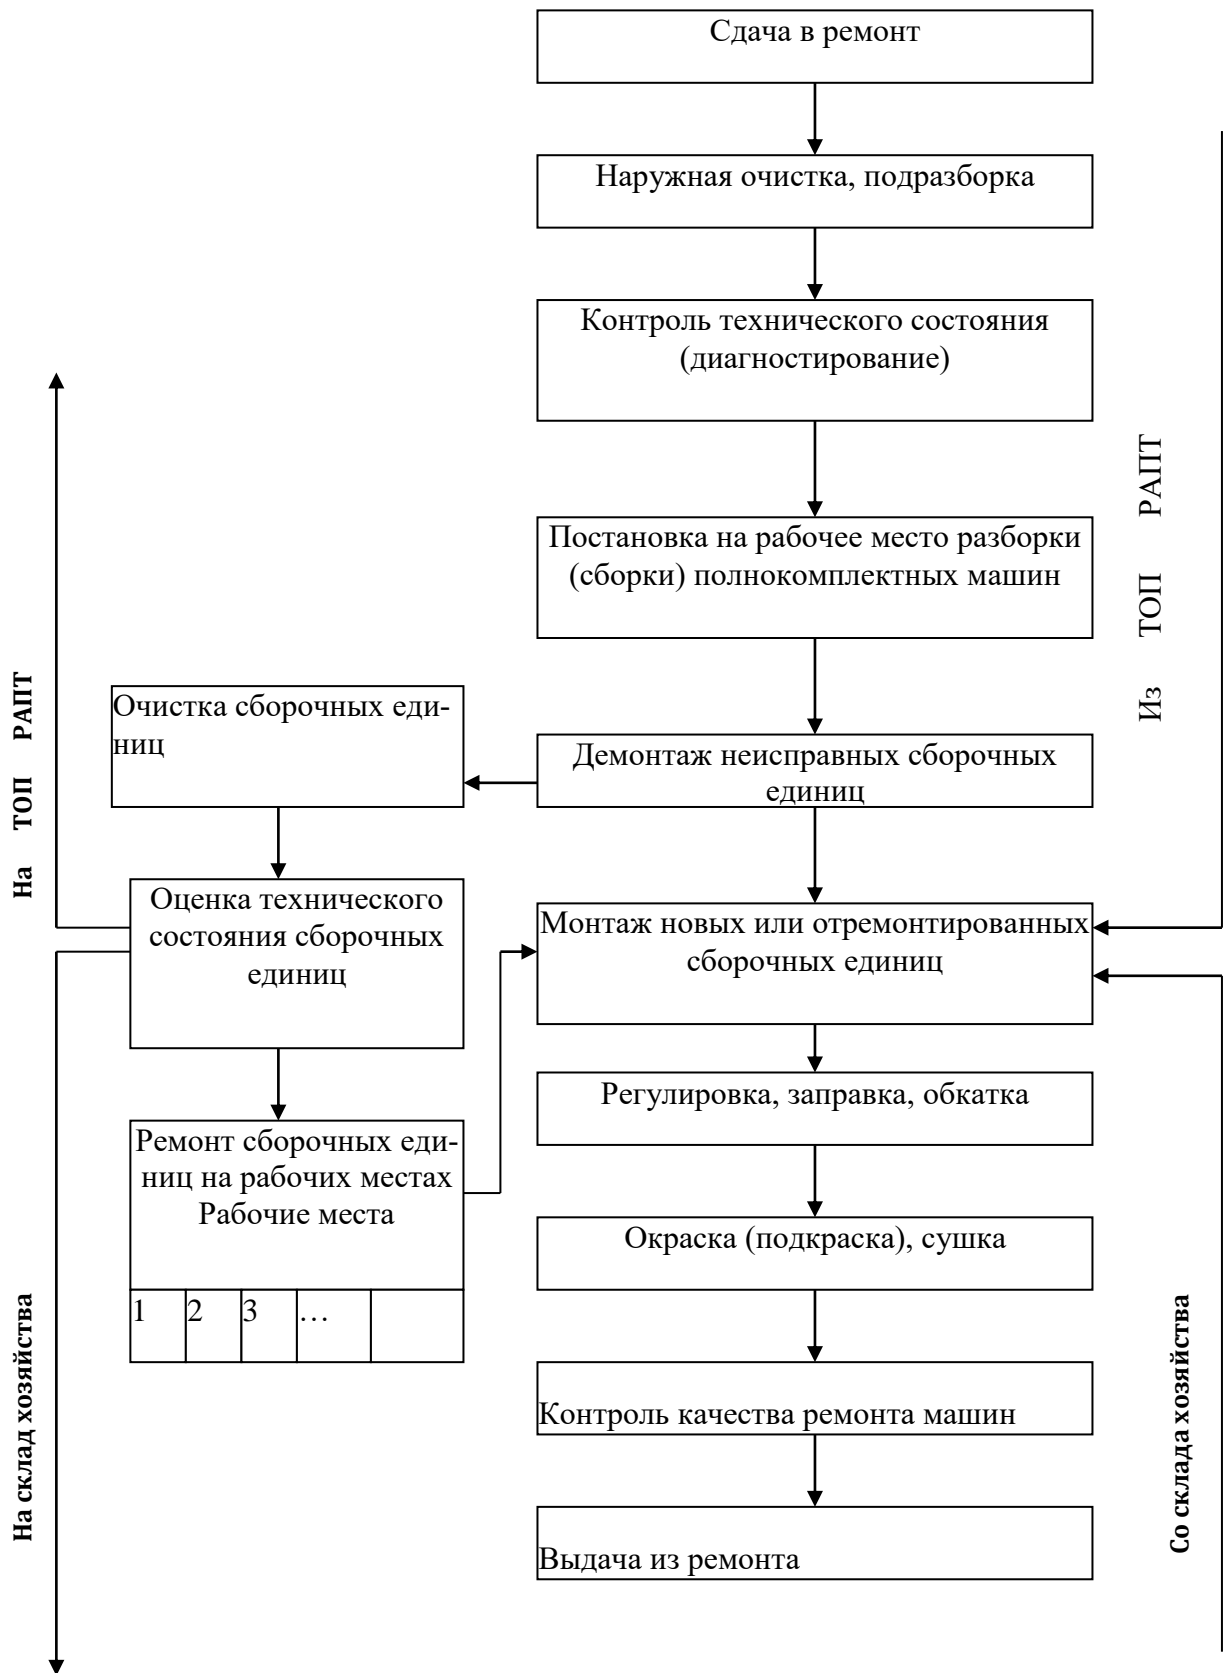 Сдача в ремонт
Наружная очистка, подразборка
Контроль технического состояния
(диагностирование)
Постановка на рабочее место разборки
(сборки) полнокомплектных машин
Из ТОП РАПТ
На ТОП РАПТ
Очистка сборочных еди-
ниц
Демонтаж неисправных сборочных
единиц
Оценка технического
состояния сборочных
единиц
Монтаж новых или отремонтированных
сборочных единиц
Регулировка, заправка, обкатка
Ремонт сборочных еди-
ниц на рабочих местах
Рабочие места
1 2 3 …
Окраска (подкраска), сушка
На склад хозяйства
Со склада хозяйства
Контроль качества ремонта машин
Выдача из ремонта